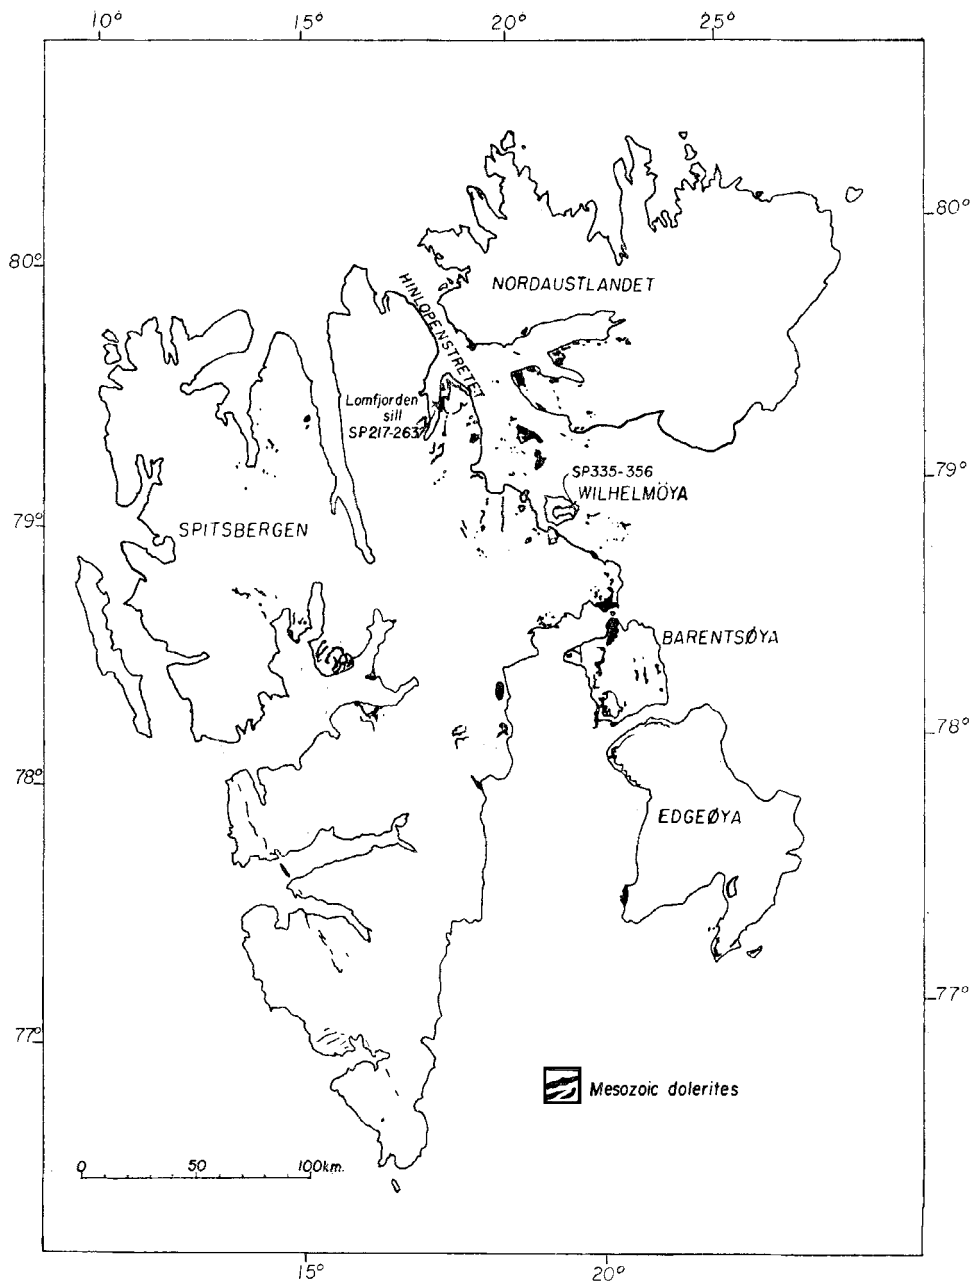 10° 15° 20° 25°
80°
80°
HINLOPENSTRETET
NORDAUSTLANDET
Lomfjorden
sill
SP217-263
SP335-356
WILHELMÖYA
79°
79°
SPITSBERGEN
BARENTSØYA
78°
78°
EDGEØYA
77°
77°
Mesozoic dolerites
0 50 100km.
15° 20°